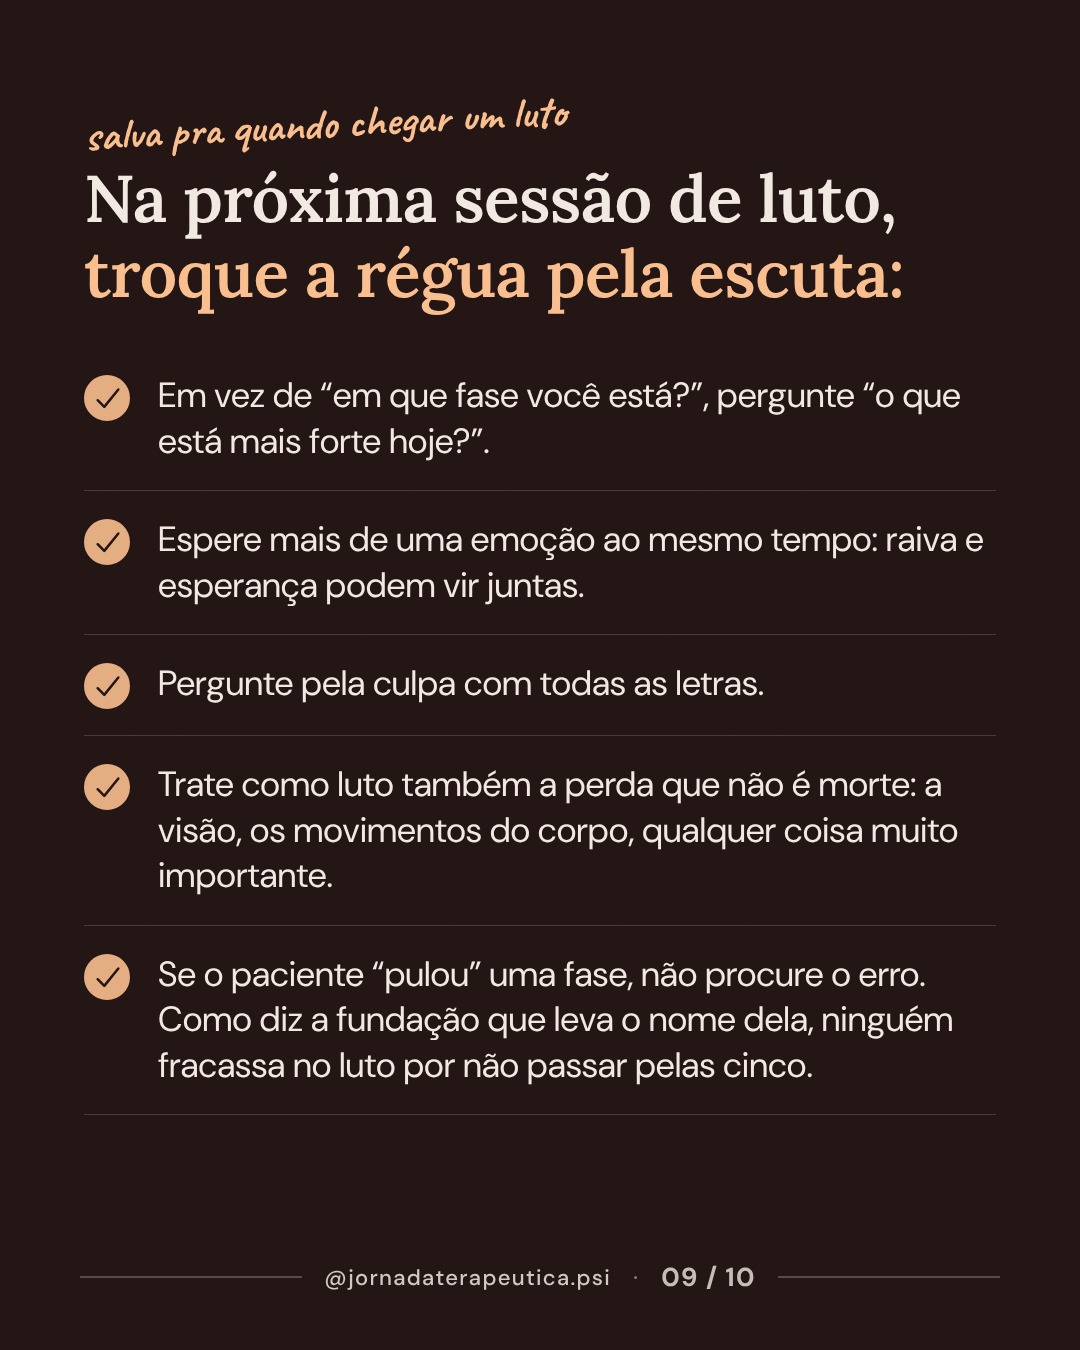 salva pra quando chegar um luto
Na próxima sessão de luto,
troque a régua pela escuta:
Em vez de “em que fase você está?”, pergunte “o que
está mais forte hoje?”.
Espere mais de uma emoção ao mesmo tempo: raiva e
esperança podem vir juntas.
Pergunte pela culpa com todas as letras.
Trate como luto também a perda que não é morte: a
visão, os movimentos do corpo, qualquer coisa muito
importante.
Se o paciente “pulou” uma fase, não procure o erro.
Como diz a fundação que leva o nome dela, ninguém
fracassa no luto por não passar pelas cinco.
@jornadaterapeutica.psi · 09 / 10